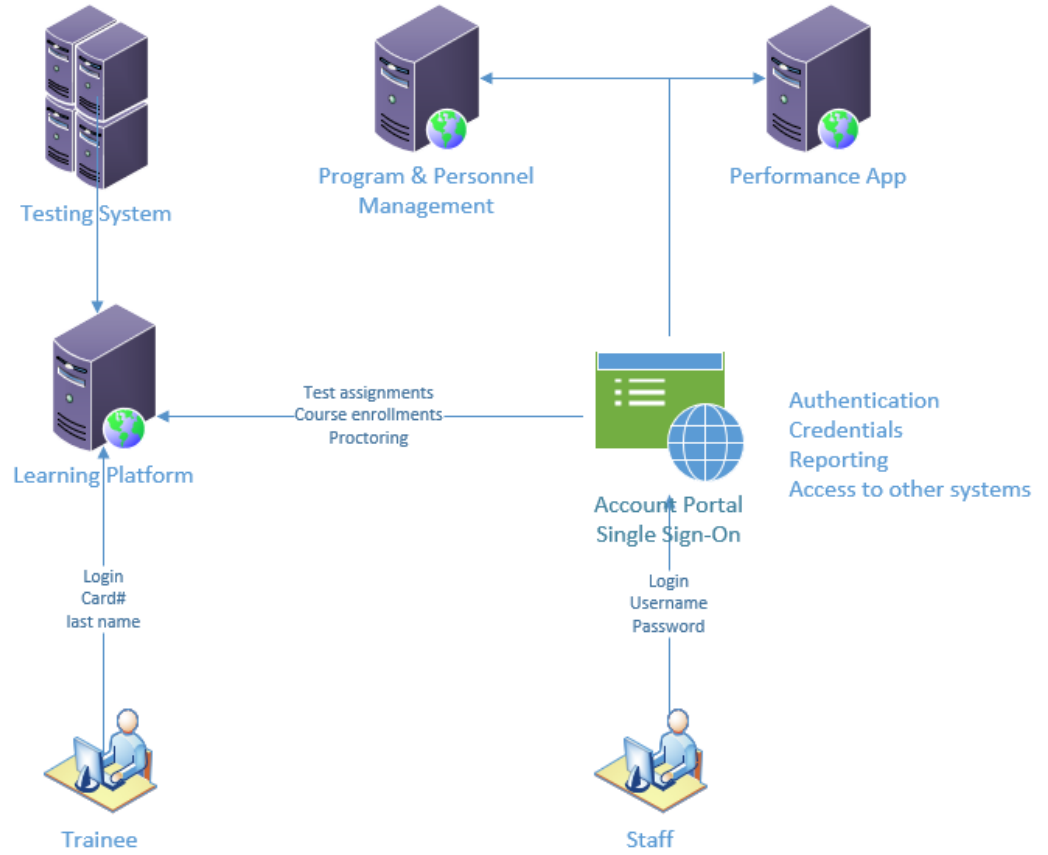 Testing System
Program & Personnel
Management
Performance App
Learning Platform
Test assignments
Course enrollments
Proctoring
Account Portal
Single Sign-On
Authentication
Credentials
Reporting
Access to other systems
Login
Card#
last name
Login
Username
Password
Trainee
Staff